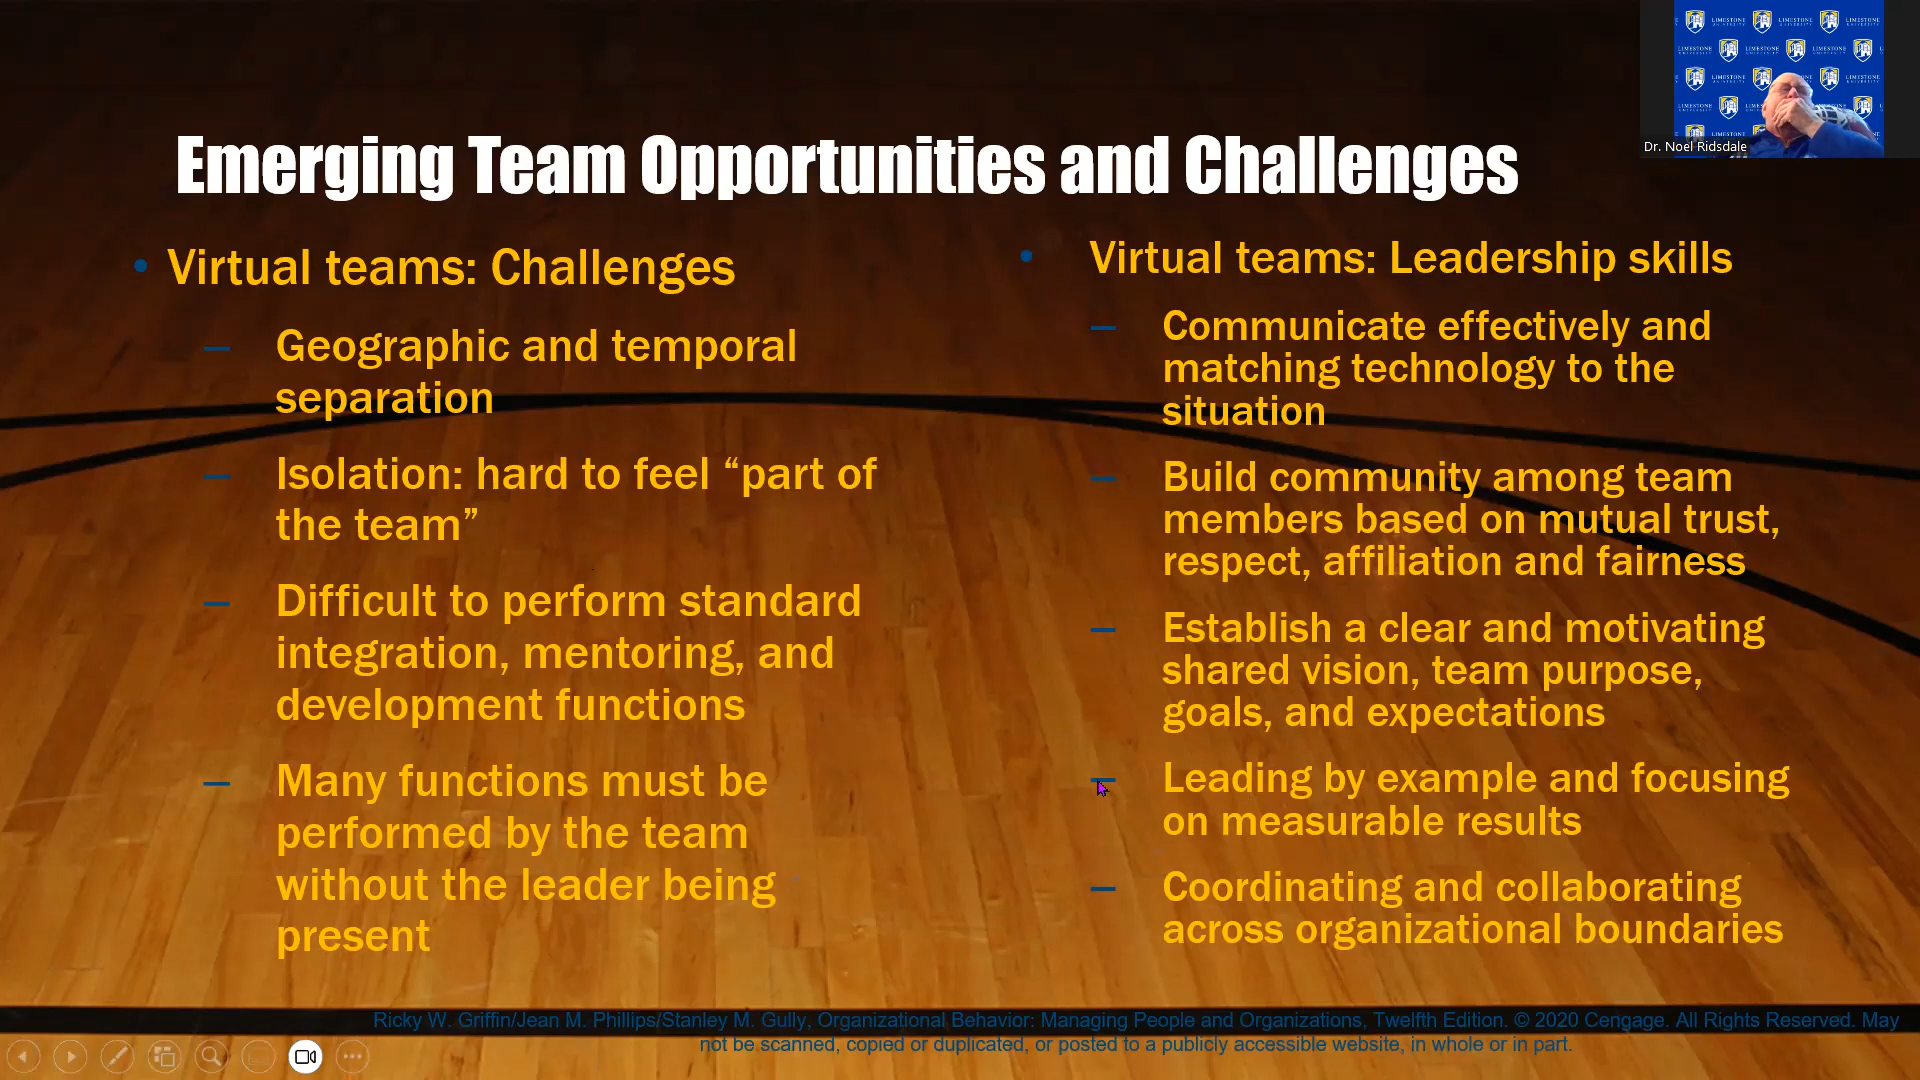 Emerging Team Opportunities and Challenges
• Virtual teams: Challenges
– Geographic and temporal
separation
– Isolation: hard to feel “part of
the team”
– Difficult to perform standard
integration, mentoring, and
development functions
– Many functions must be
performed by the team
without the leader being
present
• Virtual teams: Leadership skills
– Communicate effectively and
matching technology to the
situation
– Build community among team
members based on mutual trust,
respect, affiliation and fairness
– Establish a clear and motivating
shared vision, team purpose,
goals, and expectations
– Leading by example and focusing
on measurable results
– Coordinating and collaborating
across organizational boundaries
Ricky W. Griffin/Jean M. Phillips/Stanley M. Gully, Organizational Behavior: Managing People and Organizations, Twelfth Edition. © 2020 Cengage. All Rights Reserved. May
not be scanned, copied or duplicated, or posted to a publicly accessible website, in whole or in part.
LIMESTONE
UNIVERSITY
Dr. Noel Ridsdale